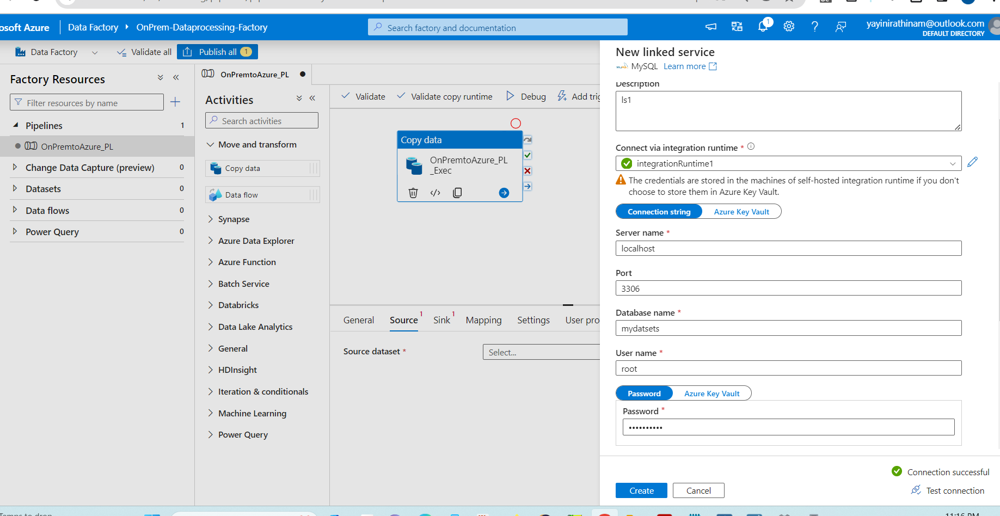 osoft Azure
Data Factory
OnPrem-Dataprocessing-Factory
Search factory and documentation
1
yayinirathinam@outlook.com
DEFAULT DIRECTORY
Data Factory
Validate all
Publish all
1
Factory Resources
Filter resources by name
Pipelines
1
OnPremtoAzure_PL
Change Data Capture (preview)
0
Datasets
0
Data flows
0
Power Query
0
OnPremtoAzure_PL
Activities
Search activities
Move and transform
Copy data
Data flow
Synapse
Azure Data Explorer
Azure Function
Batch Service
Databricks
Data Lake Analytics
General
HDInsight
Iteration & conditionals
Machine Learning
Power Query
Validate
Validate copy runtime
Debug
Add trig
Copy data
OnPremtoAzure_PL
_Exec
General
Source 1
Sink 1
Mapping
Settings
User pro
Source dataset *
Select...
New linked service
MySQL
Learn more
Description
ls1
Connect via integration runtime *
integrationRuntime1
The credentials are stored in the machines of self-hosted integration runtime if you don't
choose to store them in Azure Key Vault.
Connection string
Azure Key Vault
Server name *
localhost
Port
3306
Database name *
mydatsets
User name *
root
Password
Azure Key Vault
Password *
••••••••••
Connection successful
Create
Cancel
Test connection
11:16 PM